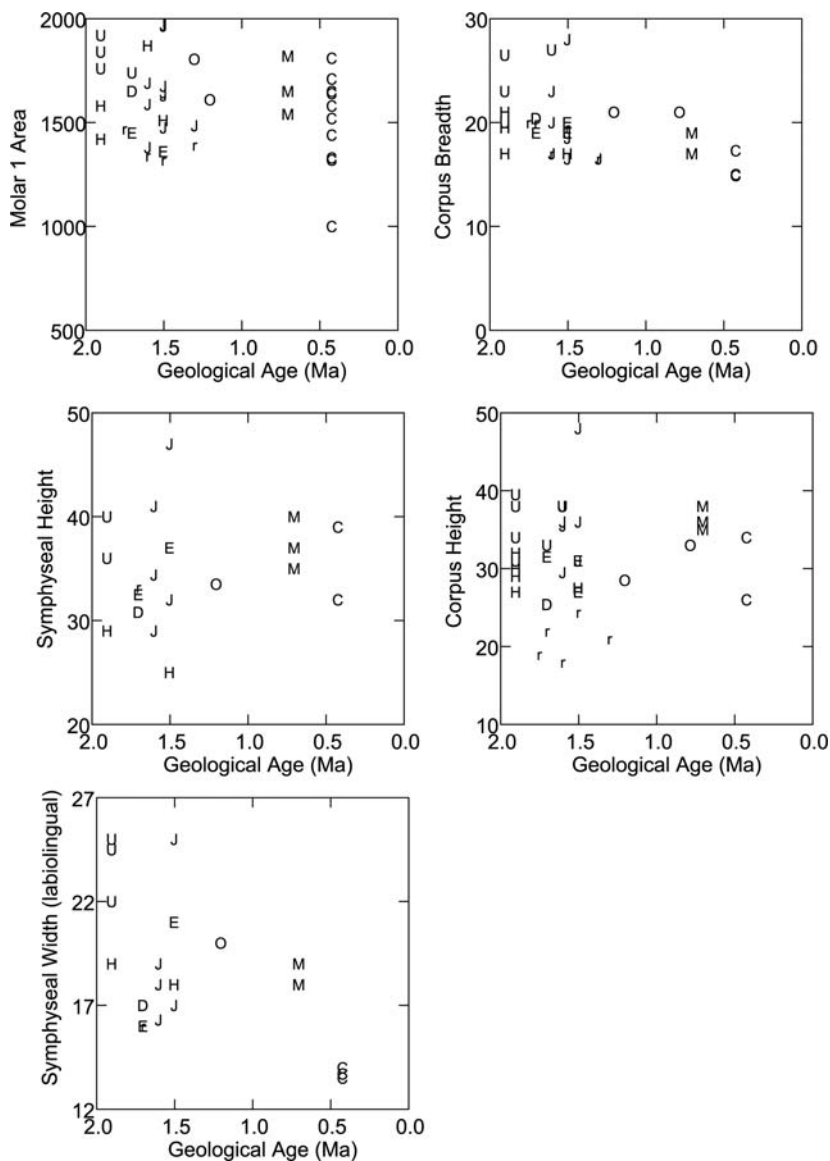 Molar 1 Area
2000
1500
1000
500
U J
U H O M C
U U J J C
H D J J O M C
H r E H J J M C
J J E r C
C
2.0 1.5 1.0 0.5 0.0
Geological Age (Ma)
Corpus Breadth
30
20
10
0
U U J
U J O O
H D J E M C
H r E J H J M C
2.0 1.5 1.0 0.5 0.0
Geological Age (Ma)
Symphyseal Height
50
40
30
20
J
U J M C
U E M
r J O M
H E D J J C
H
2.0 1.5 1.0 0.5 0.0
Geological Age (Ma)
Corpus Height
50
40
30
20
10
J
U U M
U J J M C
H U E E O M
H D J H O C
r r r r r
2.0 1.5 1.0 0.5 0.0
Geological Age (Ma)
Symphyseal Width (labiolingual)
27
22
17
12
U J
U
U E
O
H J M
J H M
D J
E J
C
C
2.0 1.5 1.0 0.5 0.0
Geological Age (Ma)